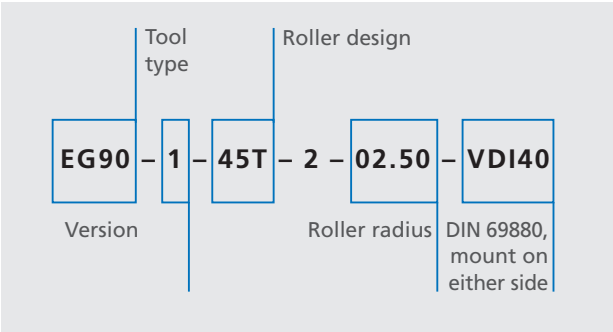 Tool
type
Roller design
EG90 – 1 – 45T – 2 – 02.50 – VDI40
Version
Roller radius
DIN 69880,
mount on
either side